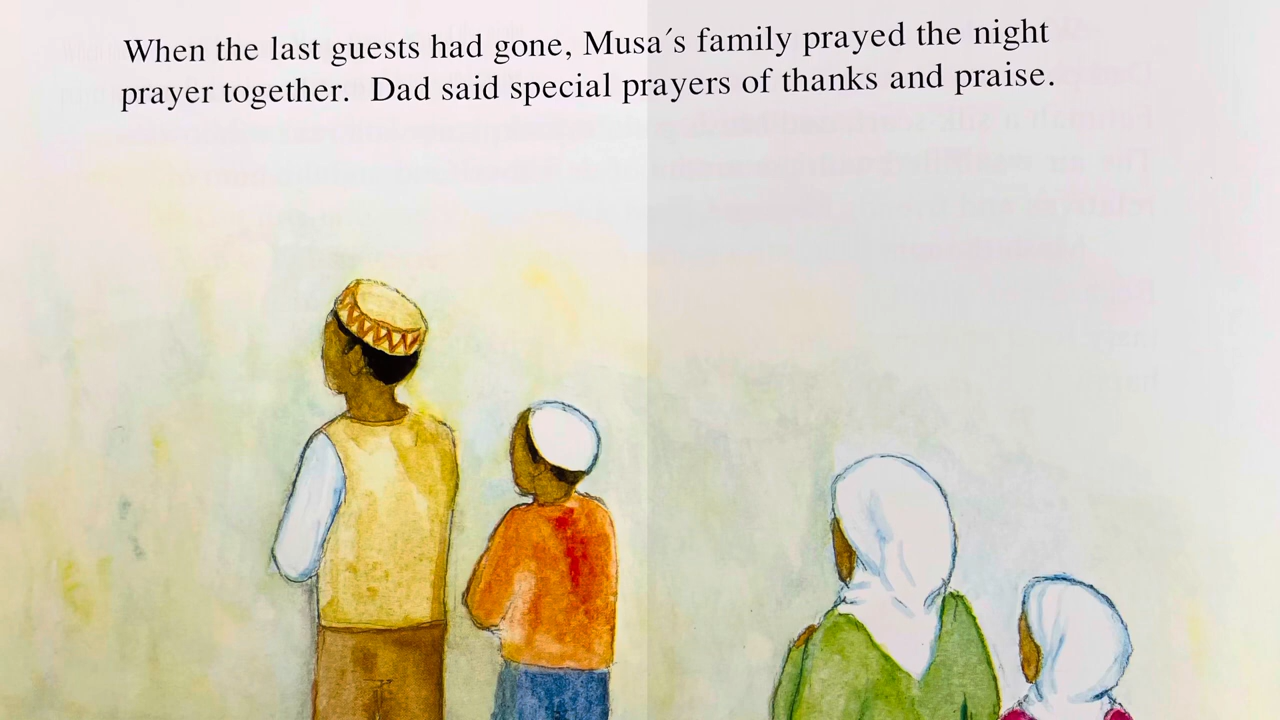 When the last guests had gone, Musa´s family prayed the night
prayer together. Dad said special prayers of thanks and praise.